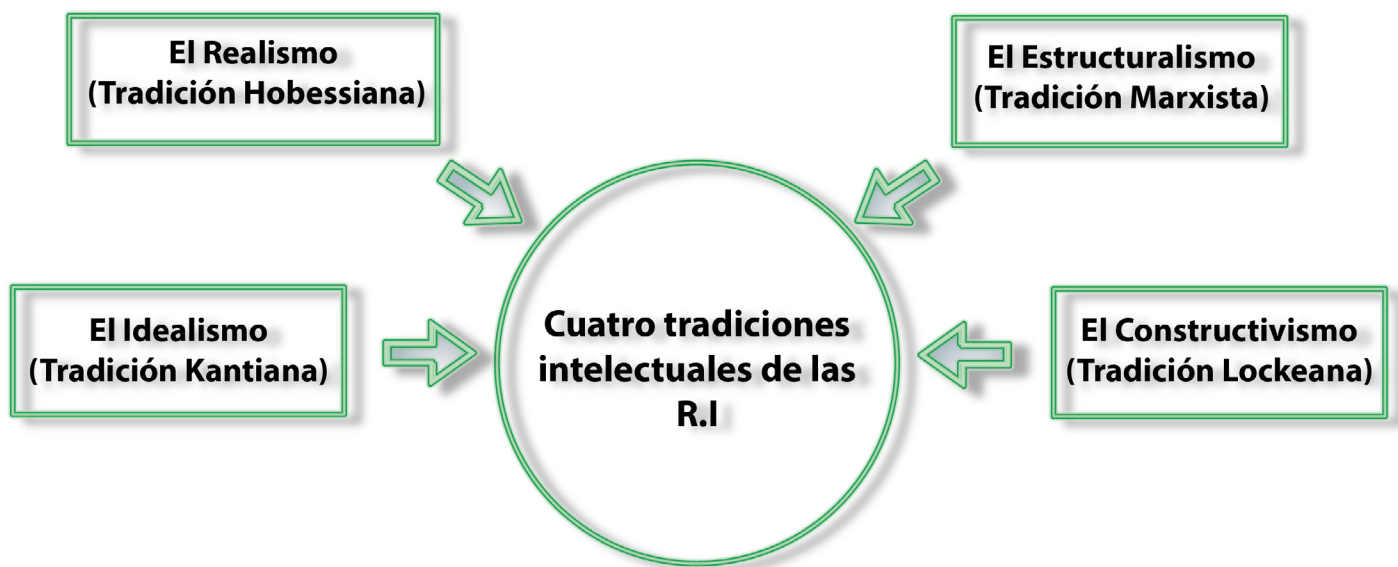 El Realismo
(Tradición Hobessiana)
El Estructuralismo
(Tradición Marxista)
El Idealismo
(Tradición Kantiana)
Cuatro tradiciones
intelectuales de las
R.I
El Constructivismo
(Tradición Lockeana)